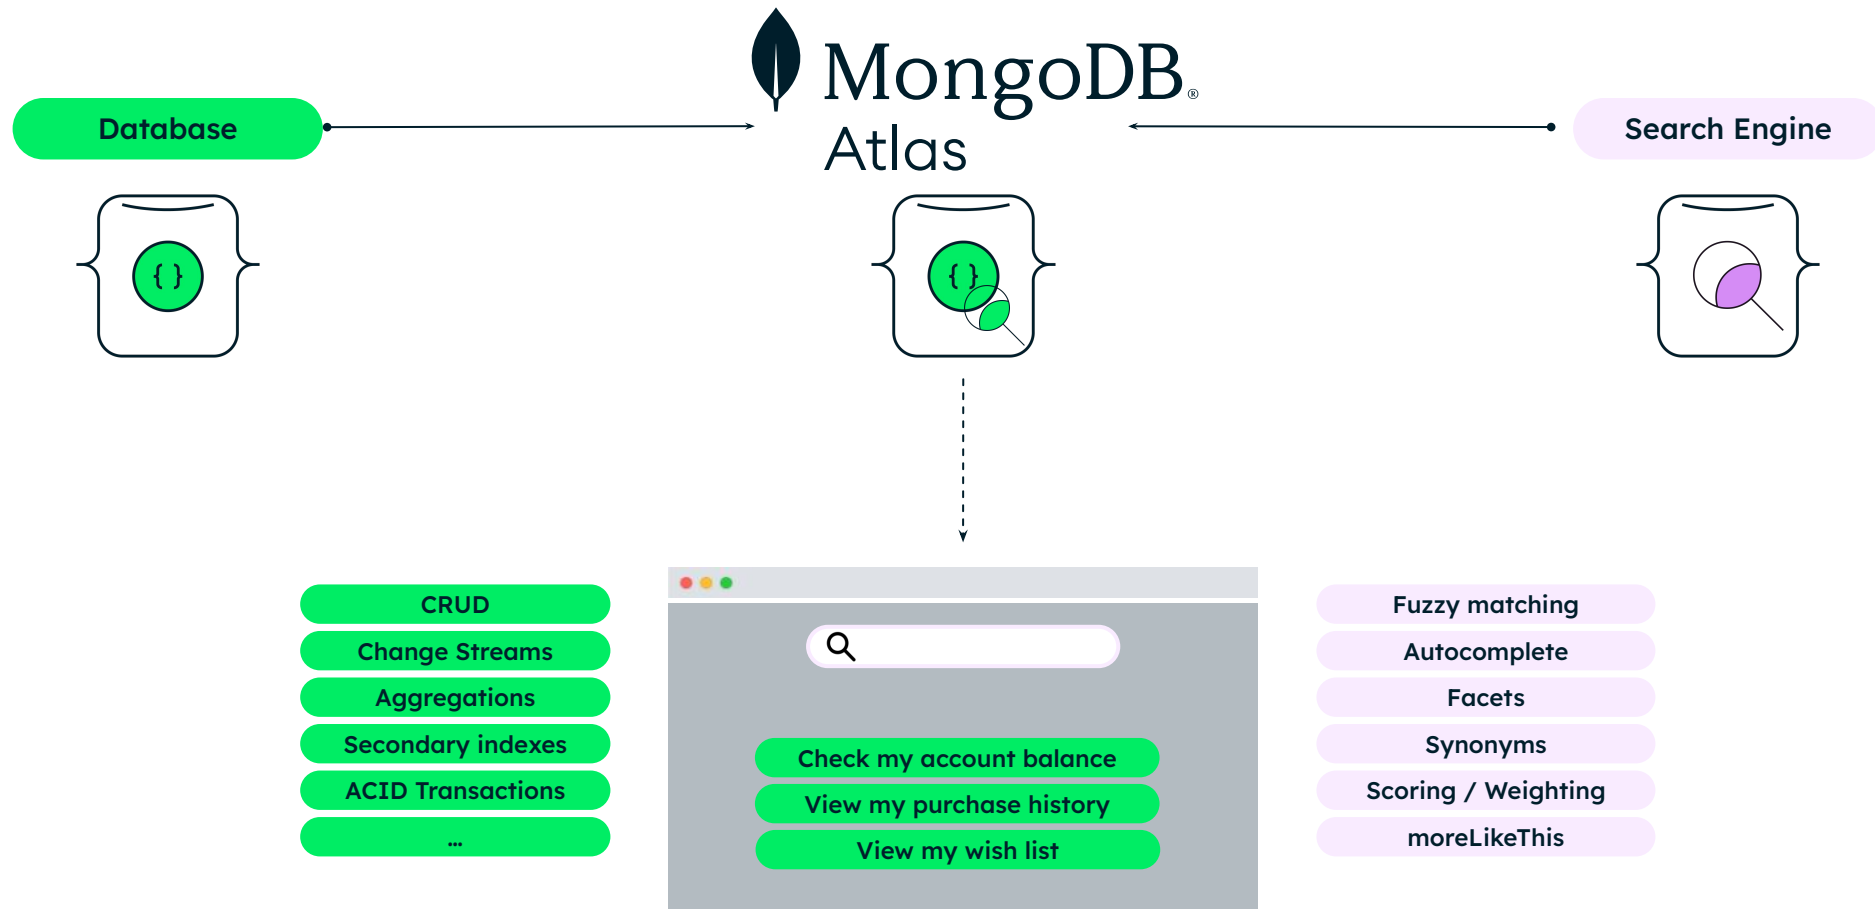 MongoDB®
Atlas
Database
Search Engine
{ }
{ }
CRUD
Change Streams
Aggregations
Secondary indexes
ACID Transactions
...
Check my account balance
View my purchase history
View my wish list
Fuzzy matching
Autocomplete
Facets
Synonyms
Scoring / Weighting
moreLikeThis